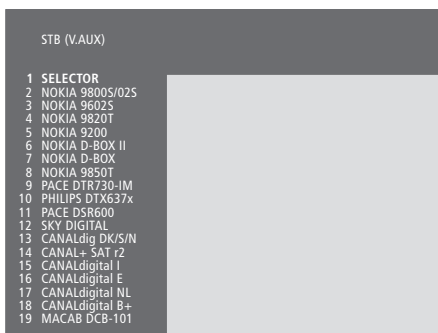 STB (V.AUX)
1 SELECTOR
2 NOKIA 9800S/02S
3 NOKIA 9602S
4 NOKIA 9820T
5 NOKIA 9200
6 NOKIA D-BOX II
7 NOKIA D-BOX
8 NOKIA 9850T
9 PACE DTR730-IM
10 PHILIPS DTX637x
11 PACE DSR600
12 SKY DIGITAL
13 CANALdig DK/S/N
14 CANAL+ SAT r2
15 CANALdigital I
16 CANALdigital E
17 CANALdigital NL
18 CANALdigital B+
19 MACAB DCB-101